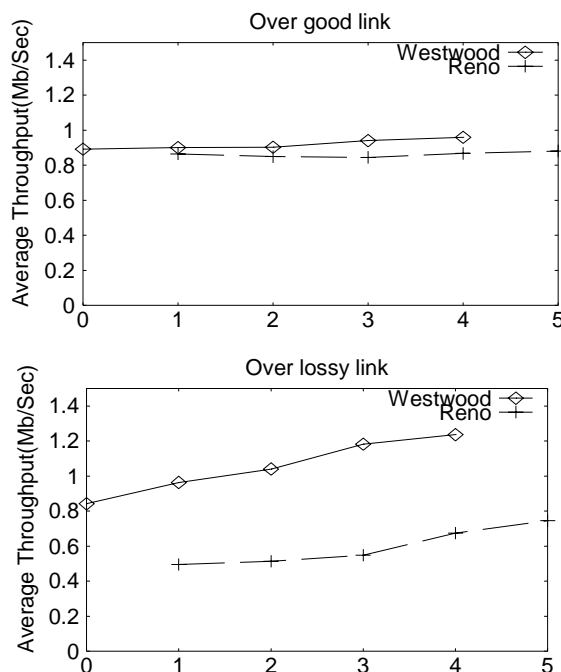 Over good link
Westwood
Reno
Average Throughput(Mb/Sec)
1.4
1.2
1
0.8
0.6
0.4
0.2
0
0 1 2 3 4 5
Over lossy link
Westwood
Reno
Average Throughput(Mb/Sec)
1.4
1.2
1
0.8
0.6
0.4
0.2
0
0 1 2 3 4 5